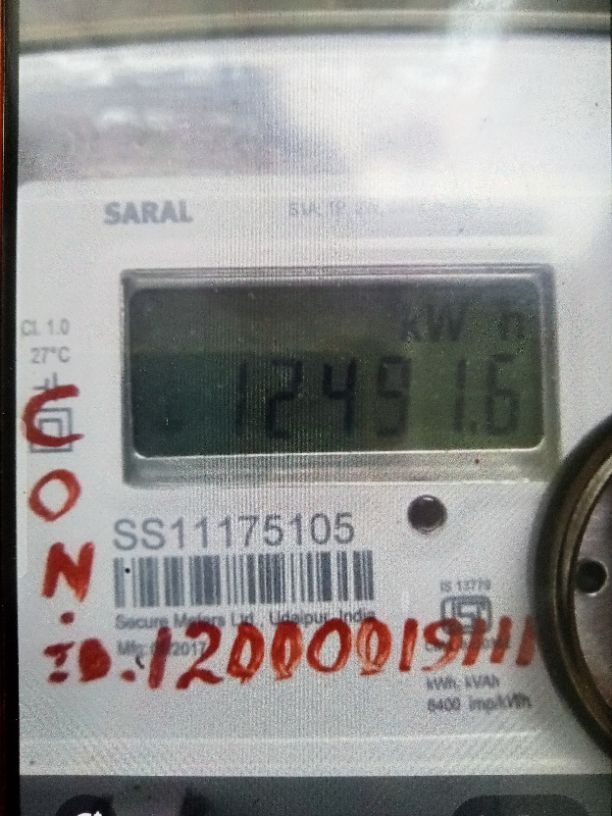 SARAL
Cl. 1.0
27°C
kW h
12491.6
CON.
ID.12000019111
SS11175105
Secure Meters Ltd., Udaipur, India
IS 13779
kWh, kVAh
6400 imp/kWh